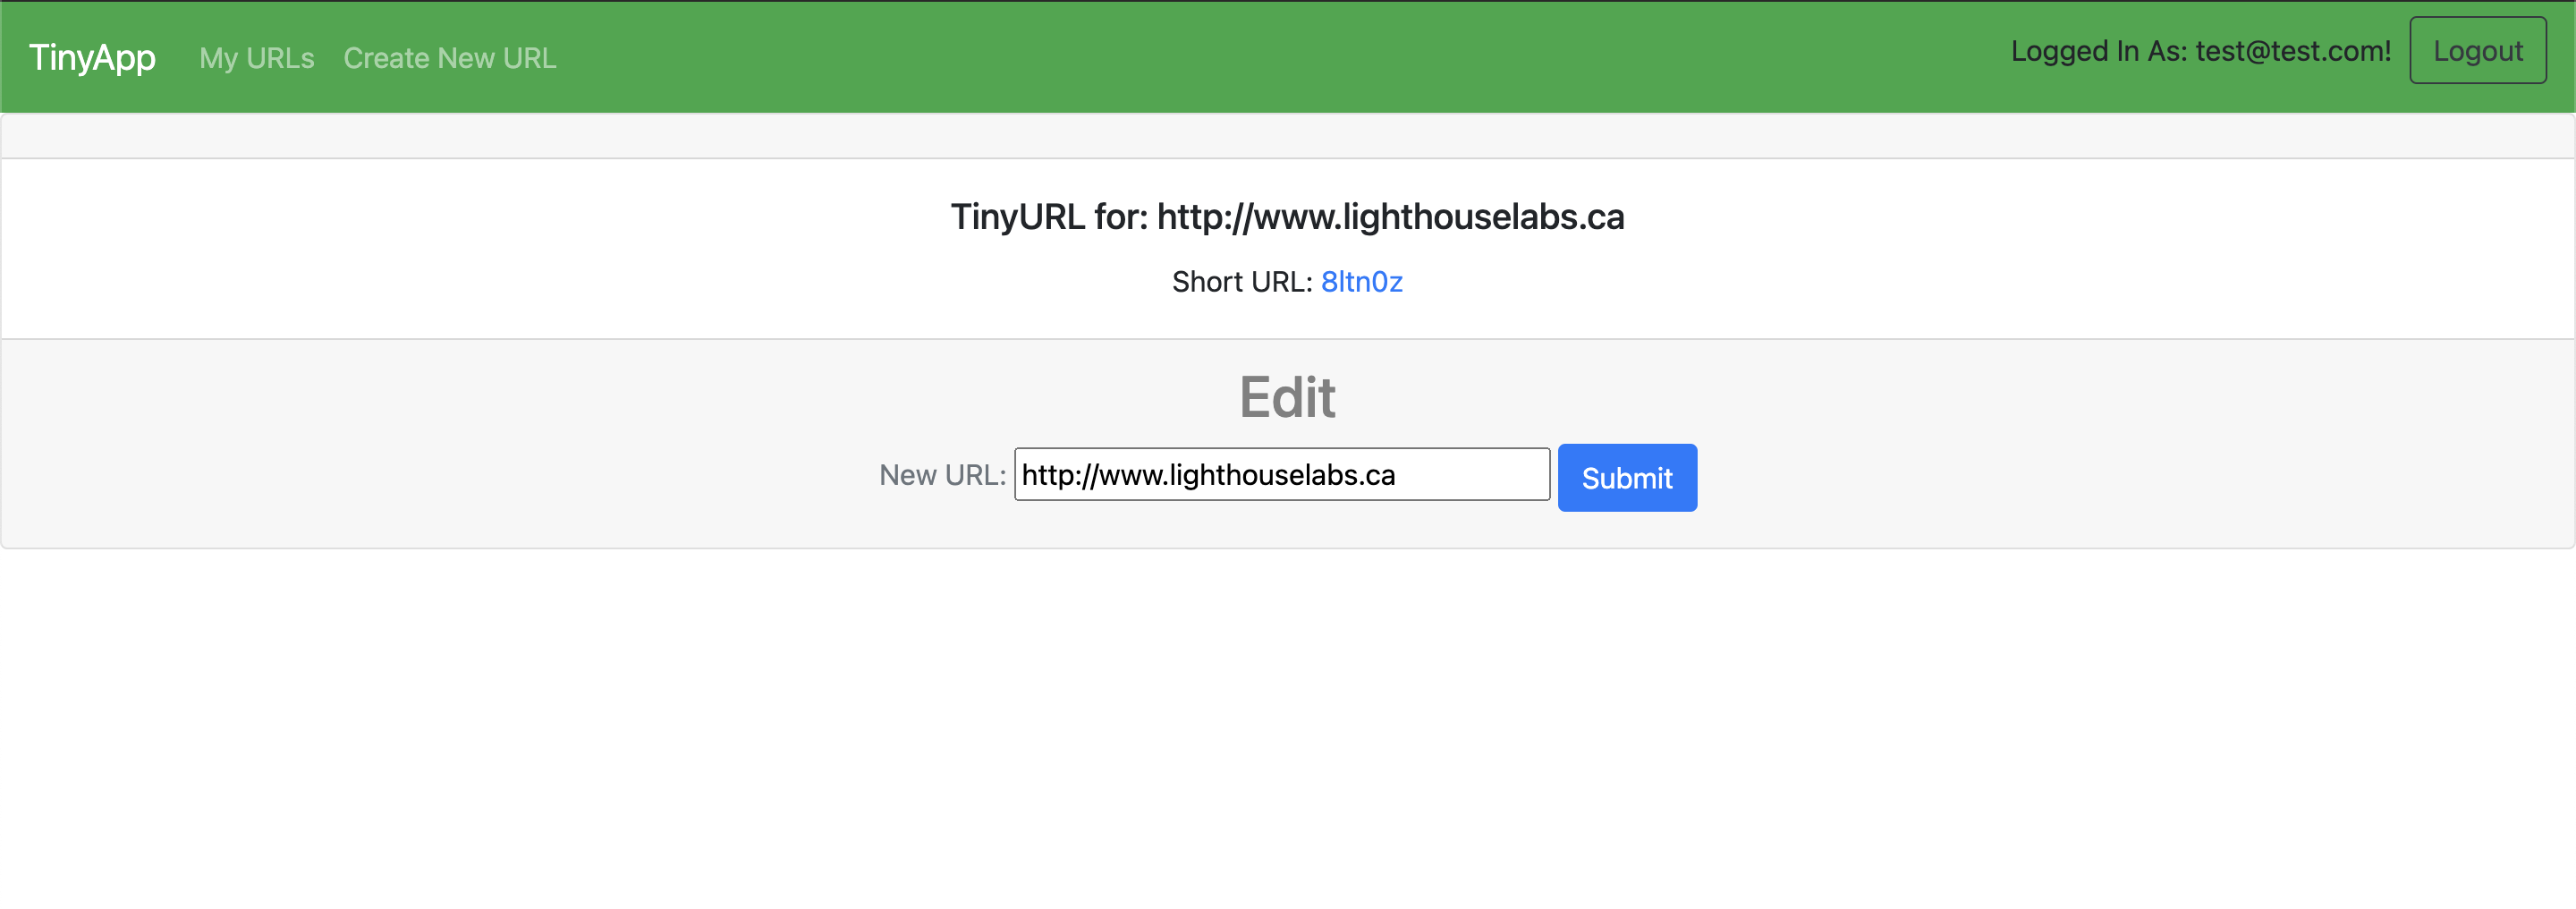 TinyApp My URLs Create New URL Logged In As: test@test.com! Logout
TinyURL for: http://www.lighthouselabs.ca
Short URL: 8ltn0z
Edit
New URL: http://www.lighthouselabs.ca Submit